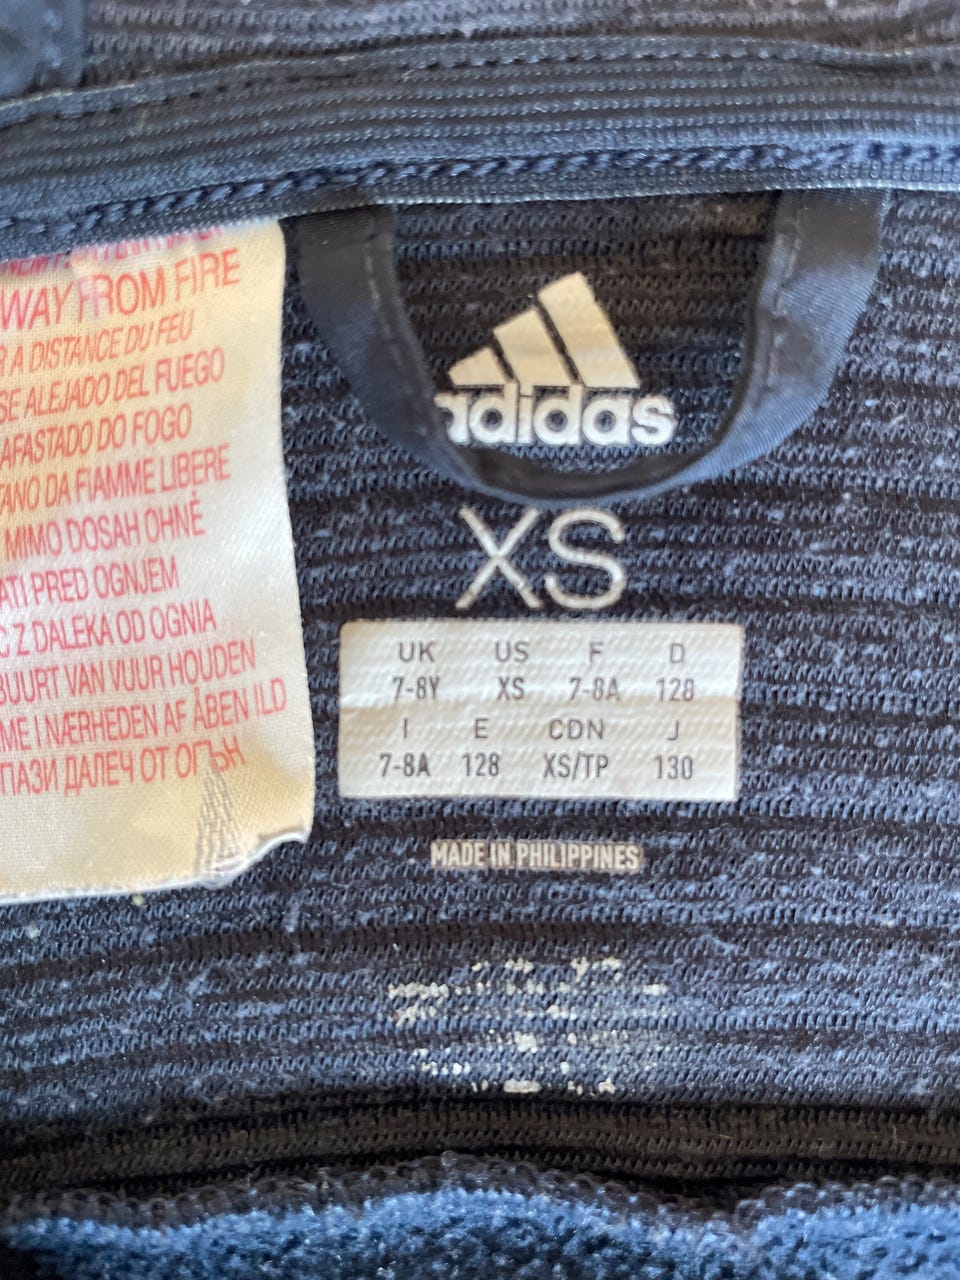 WAY FROM FIRE
A DISTANCE DU FEU
SE ALEJADO DEL FUEGO
AFASTADO DO FOGO
TANO DA FIAMME LIBERE
MIMO DOSAH OHNĚ
ATI PRED OGNJEM
C Z DALEKA OD OGNIA
BUURT VAN VUUR HOUDEN
ME I NÆRHEDEN AF ÅBEN ILD
ПАЗИ ДАЛЕЧ ОТ ОГЪН
adidas
XS
UK US F D
7-8Y XS 7-8A 128
I E CDN J
7-8A 128 XS/TP 130
MADE IN PHILIPPINES